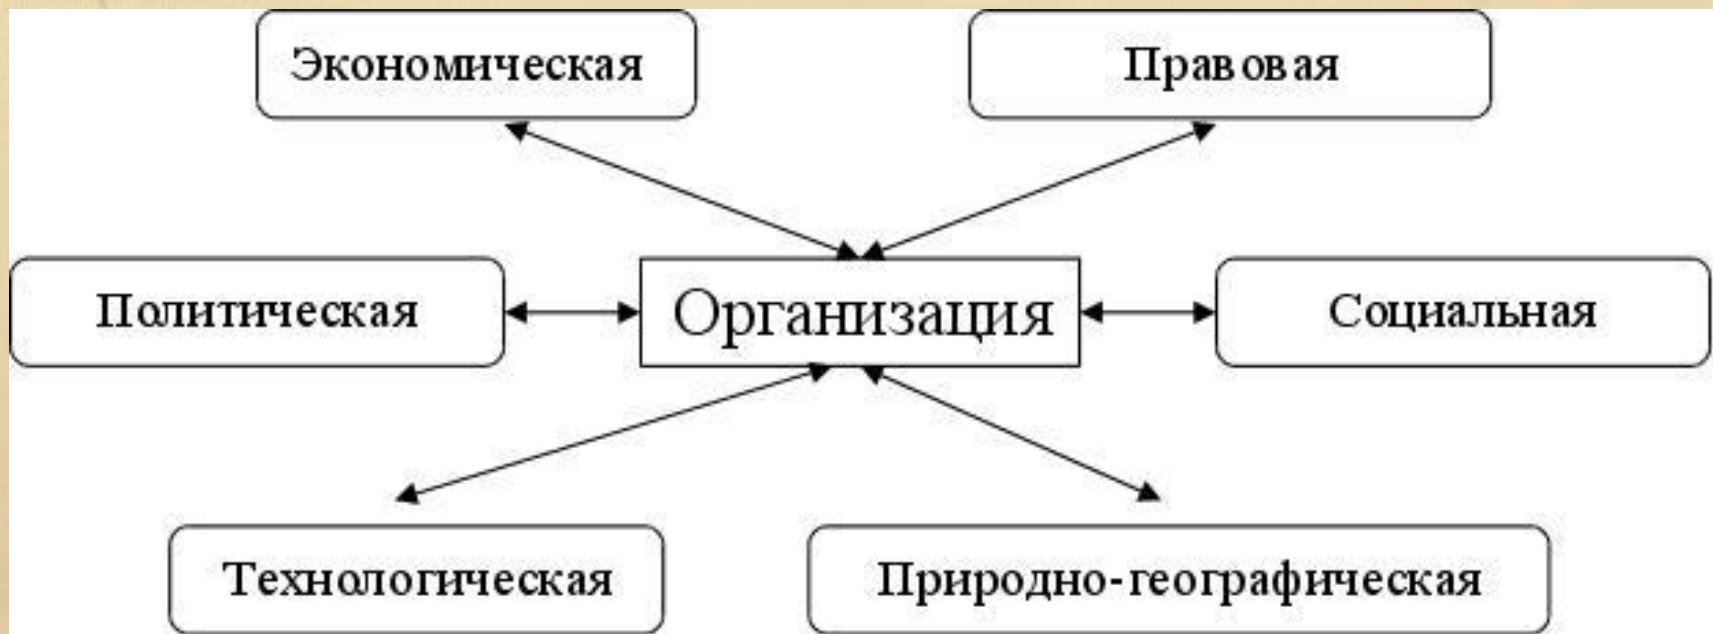 Экономическая
Правовая
Политическая
Организация
Социальная
Технологическая
Природно-географическая